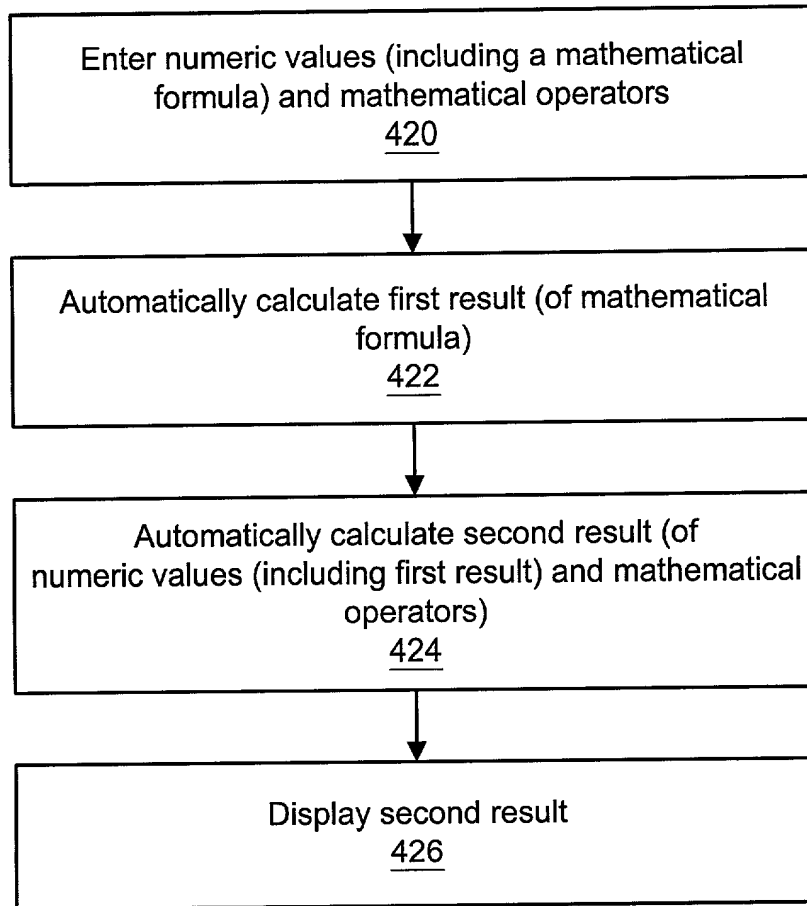 Enter numeric values (including a mathematical
formula) and mathematical operators
420
Automatically calculate first result (of mathematical
formula)
422
Automatically calculate second result (of
numeric values (including first result) and mathematical
operators)
424
Display second result
426